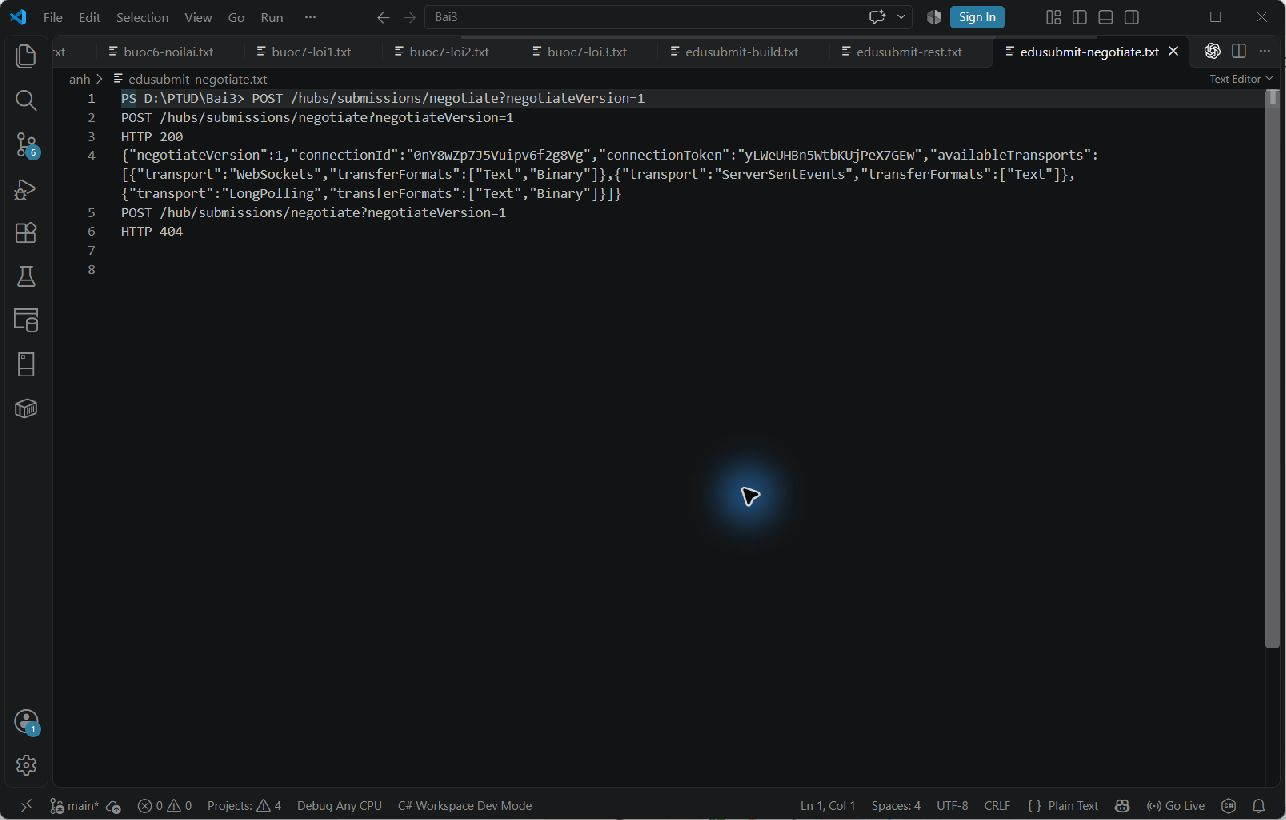 File Edit Selection View Go Run ··· Bai3 Sign In
xt buoc6-noilai.txt buoc7-loi1.txt buoc7-loi2.txt buoc7-loi3.txt edusubmit-build.txt edusubmit-rest.txt edusubmit-negotiate.txt
anh > edusubmit-negotiate.txt Text Editor
1 PS D:\PTUD\Bai3> POST /hubs/submissions/negotiate?negotiateVersion=1
2 POST /hubs/submissions/negotiate?negotiateVersion=1
3 HTTP 200
4 {"negotiateVersion":1,"connectionId":"0nY8wZp7J5Vuipv6f2g8Vg","connectionToken":"yLWeUHBn5WtbKUjPeX7GEw","availableTransports":
[{"transport":"WebSockets","transferFormats":["Text","Binary"]},{"transport":"ServerSentEvents","transferFormats":["Text"]},
{"transport":"LongPolling","transferFormats":["Text","Binary"]}]}
5 POST /hub/submissions/negotiate?negotiateVersion=1
6 HTTP 404
7
8
5
1
main* 0 0 Projects: 4 Debug Any CPU C# Workspace Dev Mode Ln 1, Col 1 Spaces: 4 UTF-8 CRLF { } Plain Text Go Live